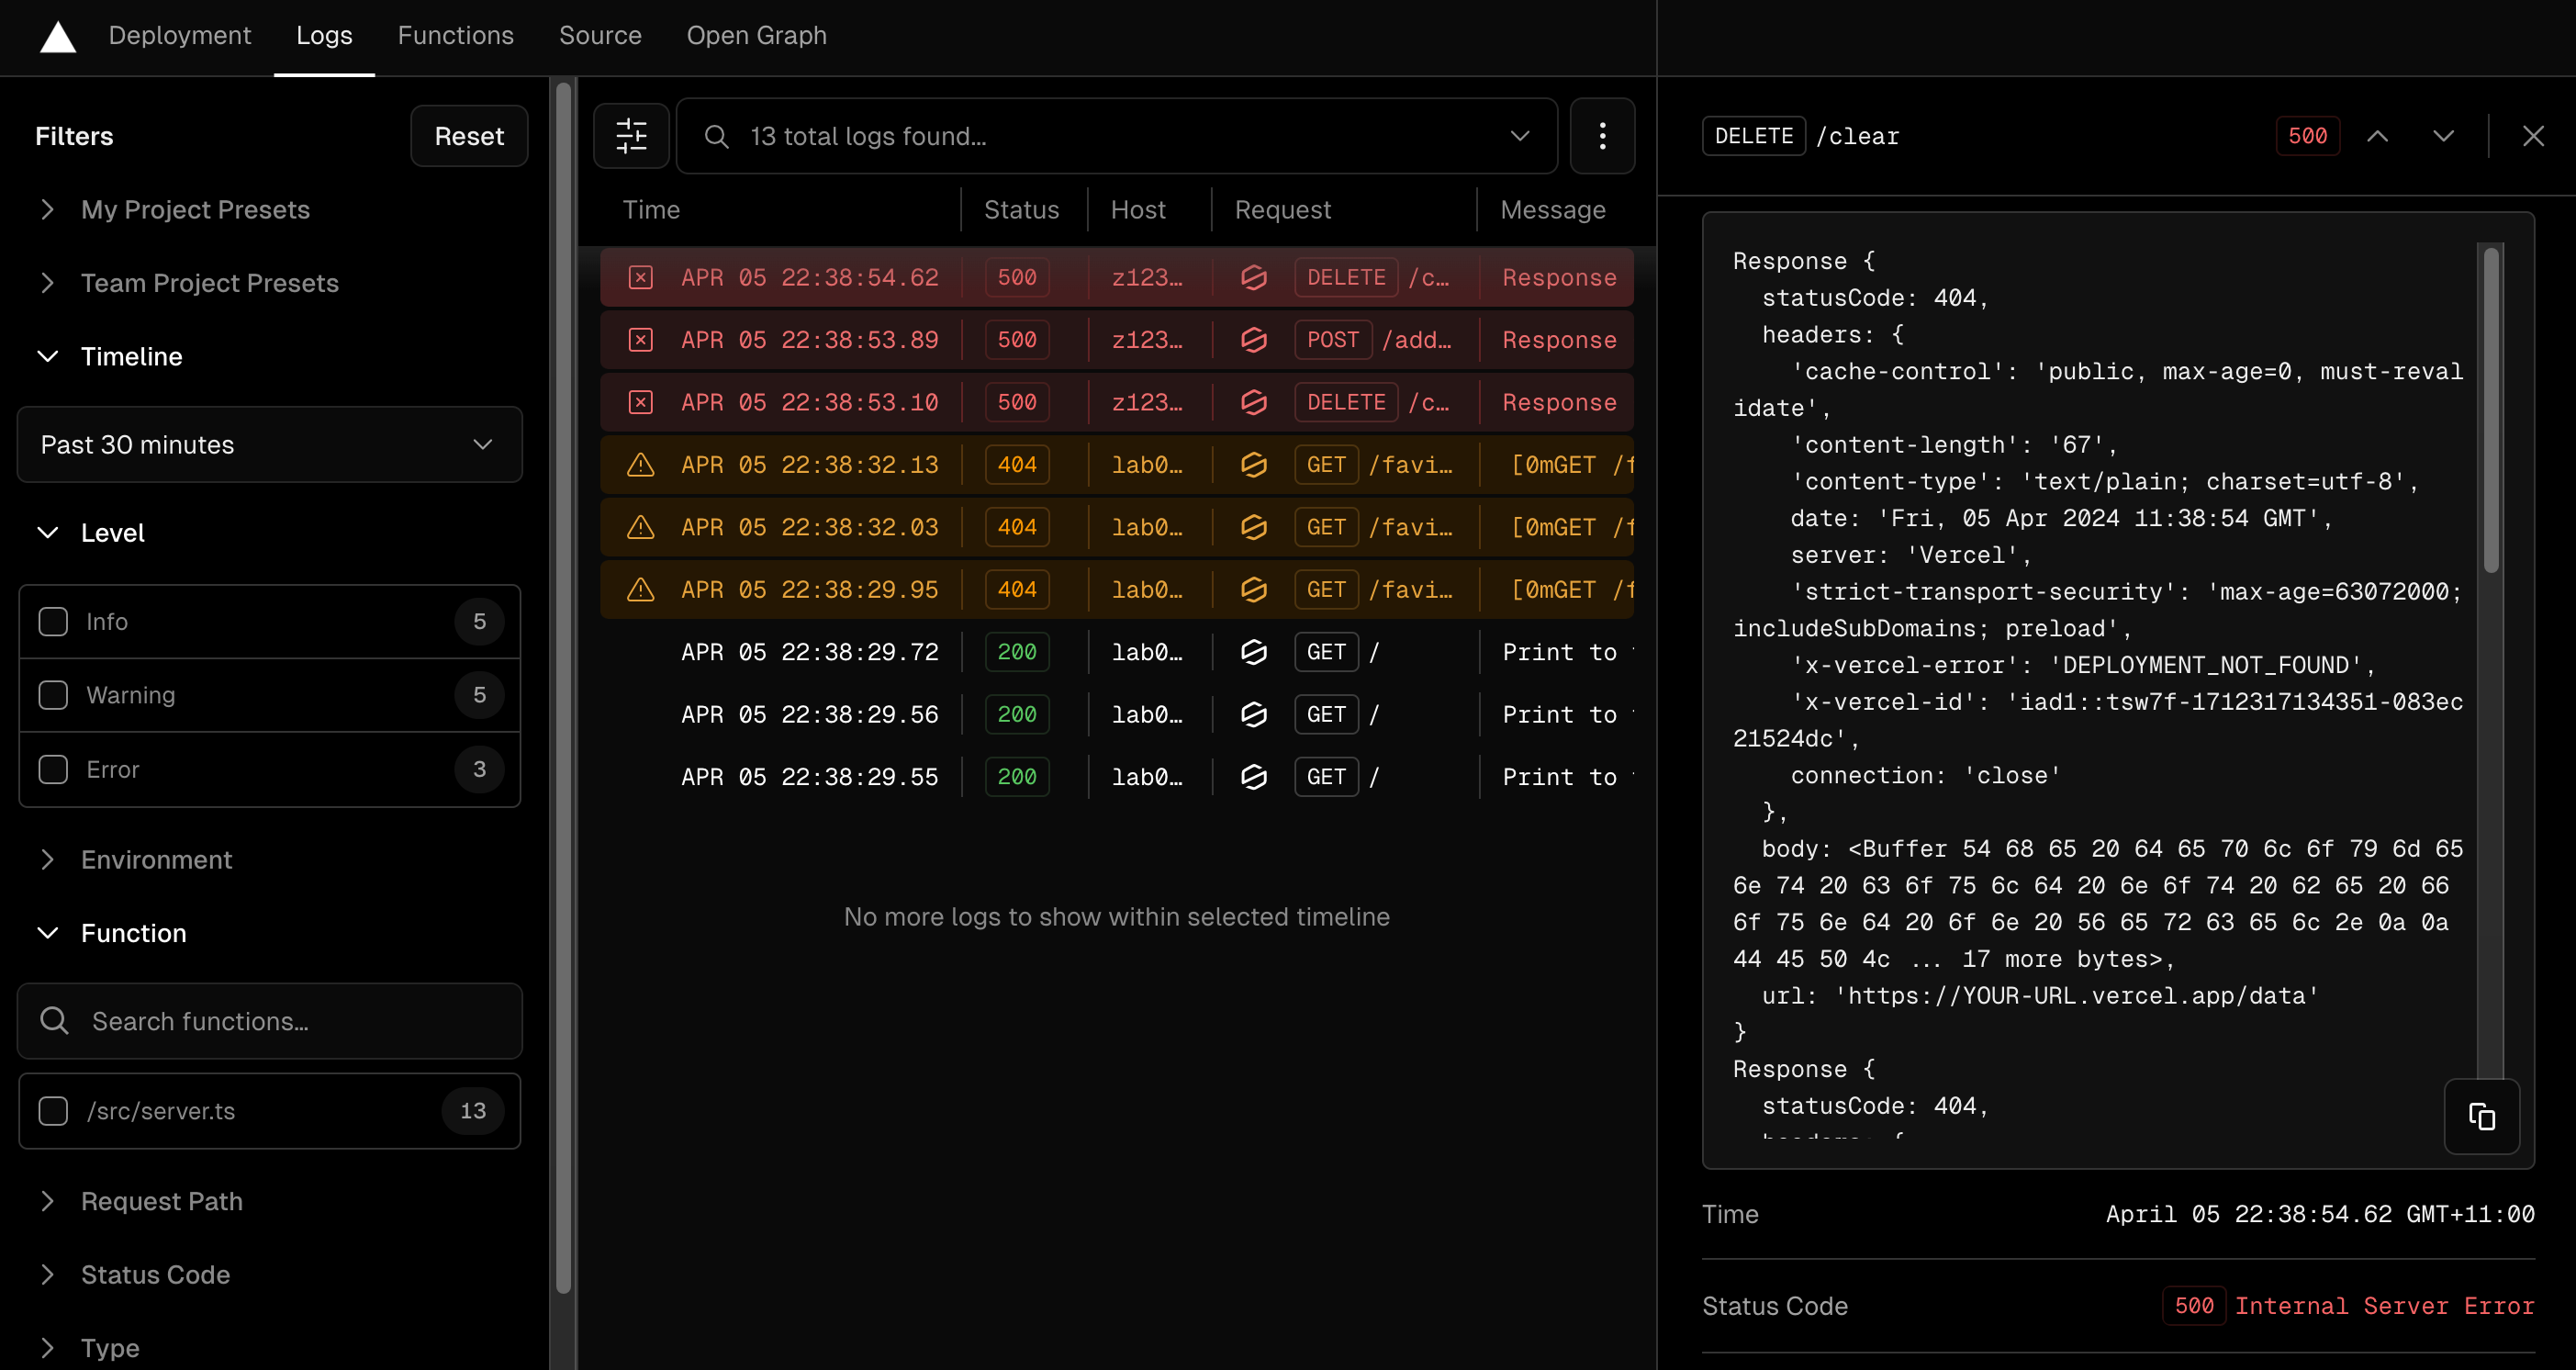 Deployment Logs Functions Source Open Graph
Filters Reset
My Project Presets
Team Project Presets
Timeline
Past 30 minutes
Level
Info 5
Warning 5
Error 3
Environment
Function
Search functions...
/src/server.ts 13
Request Path
Status Code
Type
13 total logs found...
Time Status Host Request Message
APR 05 22:38:54.62 500 z123... DELETE /c... Response
APR 05 22:38:53.89 500 z123... POST /add... Response
APR 05 22:38:53.10 500 z123... DELETE /c... Response
APR 05 22:38:32.13 404 lab0... GET /favi... [0mGET /f
APR 05 22:38:32.03 404 lab0... GET /favi... [0mGET /f
APR 05 22:38:29.95 404 lab0... GET /favi... [0mGET /f
APR 05 22:38:29.72 200 lab0... GET / Print to
APR 05 22:38:29.56 200 lab0... GET / Print to
APR 05 22:38:29.55 200 lab0... GET / Print to
No more logs to show within selected timeline
DELETE /clear 500
Response {
statusCode: 404,
headers: {
'cache-control': 'public, max-age=0, must-reval
idate',
'content-length': '67',
'content-type': 'text/plain; charset=utf-8',
date: 'Fri, 05 Apr 2024 11:38:54 GMT',
server: 'Vercel',
'strict-transport-security': 'max-age=63072000;
includeSubDomains; preload',
'x-vercel-error': 'DEPLOYMENT_NOT_FOUND',
'x-vercel-id': 'iad1::tsw7f-1712317134351-083ec
21524dc',
connection: 'close'
},
body: <Buffer 54 68 65 20 64 65 70 6c 6f 79 6d 65
6e 74 20 63 6f 75 6c 64 20 6e 6f 74 20 62 65 20 66
6f 75 6e 64 20 6f 6e 20 56 65 72 63 65 6c 2e 0a 0a
44 45 50 4c ... 17 more bytes>,
url: 'https://YOUR-URL.vercel.app/data'
}
Response {
statusCode: 404,
Time April 05 22:38:54.62 GMT+11:00
Status Code 500 Internal Server Error